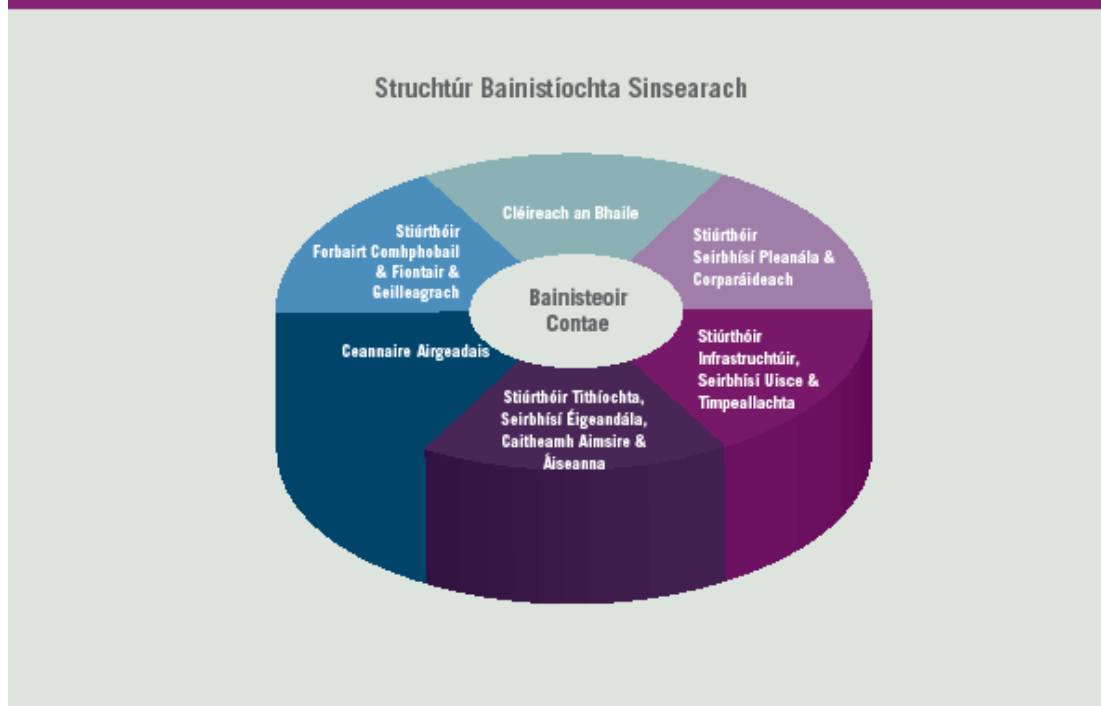 Struchtúr Bainistíochta Sinsearach
Cléireach an Bhaile
Stiúrthóir
Forbairt Comhphobail
& Fiontair &
Geilleagrach
Stiúrthóir
Seirbhísí Pleanála &
Corparáideach
Bainisteoir
Contae
Ceannaire Airgeadais
Stiúrthóir
Infrastruchtúir,
Seirbhísí Uisce &
Timpeallachta
Stiúrthóir Tithíochta,
Seirbhísí Éigeandála,
Caitheamh Aimsire &
Áiseanna